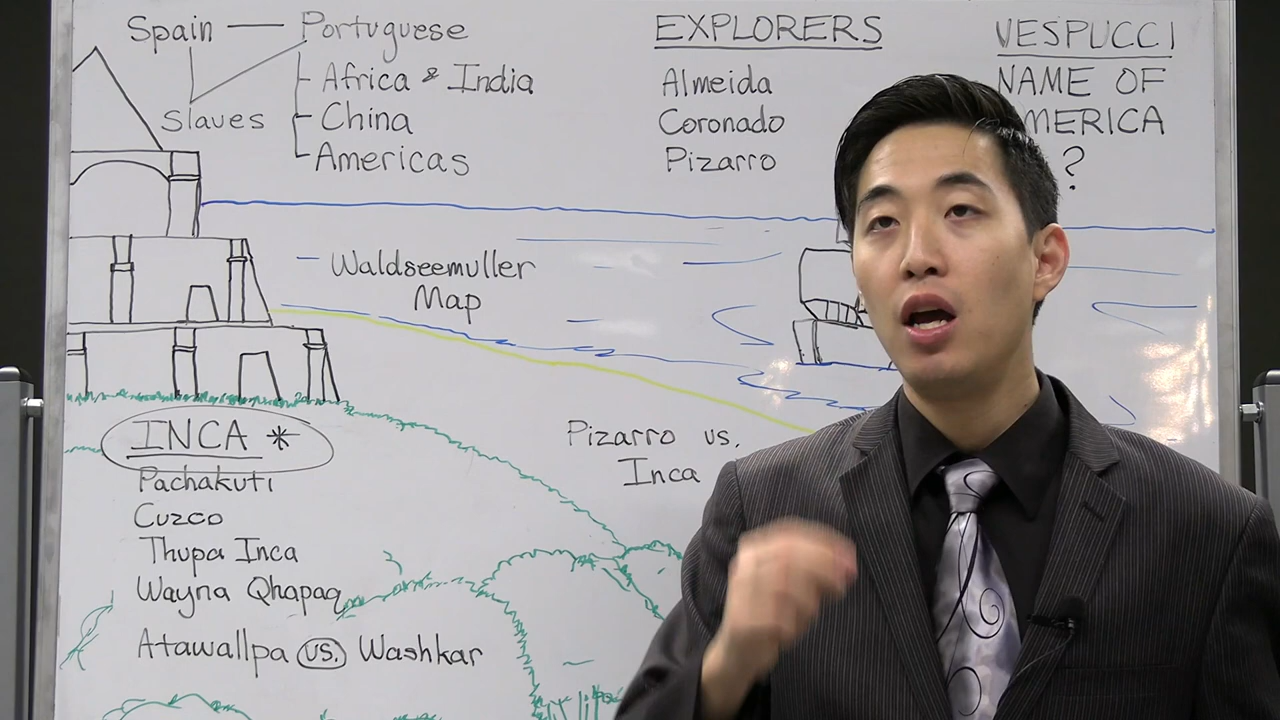 Spain — Portuguese
Slaves
Africa & India
China
Americas
EXPLORERS
Almeida
Coronado
Pizarro
VESPUCCI
NAME OF
MERICA
?
Waldseemuller
Map
INCA *
Pachakuti
Cuzco
Thupa Inca
Wayna Qhapaq
Atawallpa vs. Washkar
Pizarro vs.
Inca